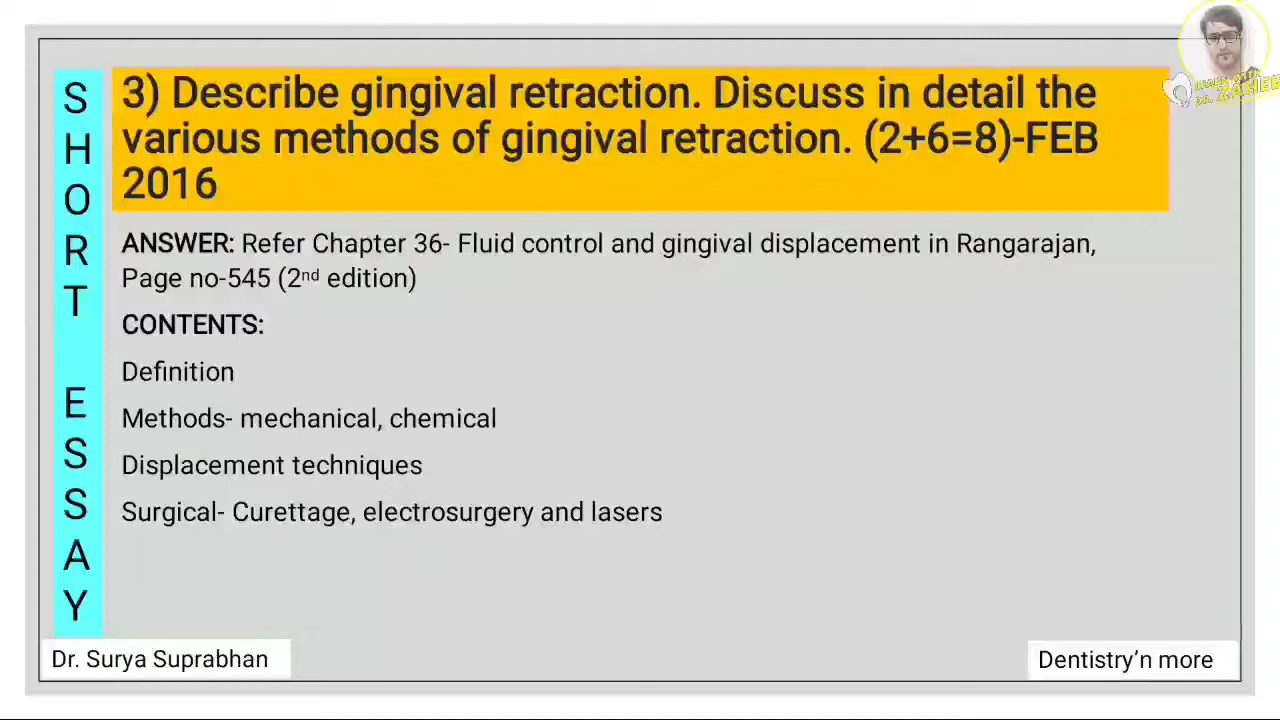 SHORT ESSAY
3) Describe gingival retraction. Discuss in detail the
various methods of gingival retraction. (2+6=8)-FEB
2016
ANSWER: Refer Chapter 36- Fluid control and gingival displacement in Rangarajan,
Page no-545 (2nd edition)
CONTENTS:
Definition
Methods- mechanical, chemical
Displacement techniques
Surgical- Curettage, electrosurgery and lasers
Dr. Surya Suprabhan
Dentistry’n more